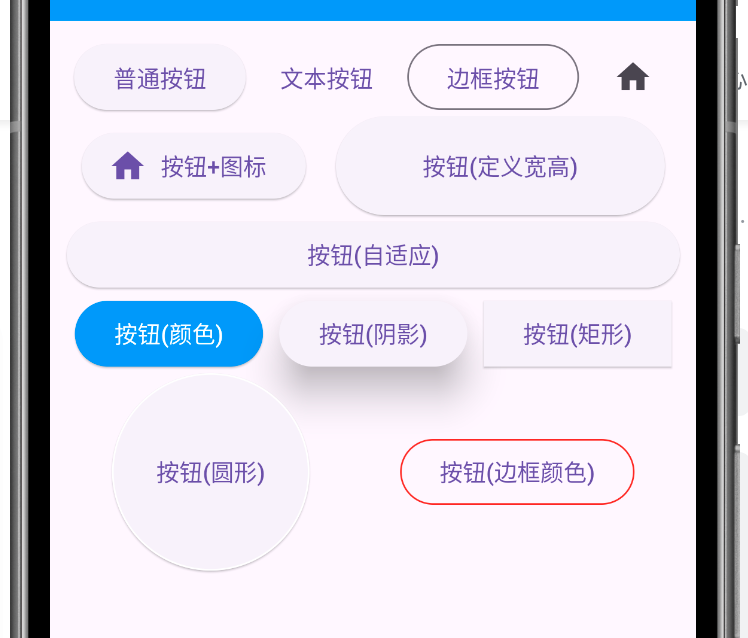 普通按钮 文本按钮 边框按钮
按钮+图标 按钮(定义宽高)
按钮(自适应)
按钮(颜色) 按钮(阴影) 按钮(矩形)
按钮(圆形) 按钮(边框颜色)